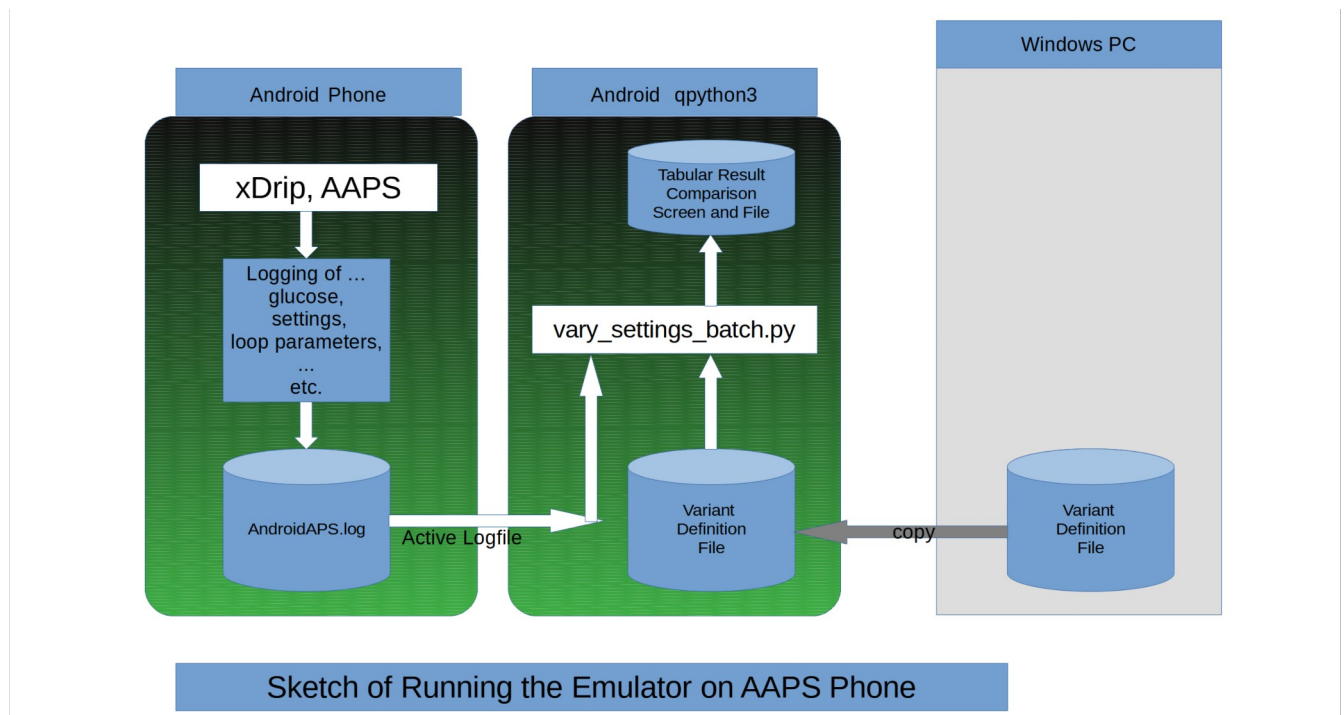 Windows PC
Android Phone
Android qpython3
xDrip, AAPS
Tabular Result
Comparison
Screen and File
Logging of ...
glucose,
settings,
loop parameters,
...
etc.
vary_settings_batch.py
AndroidAPS.log
Active Logfile
Variant
Definition
File
copy
Variant
Definition
File
Sketch of Running the Emulator on AAPS Phone